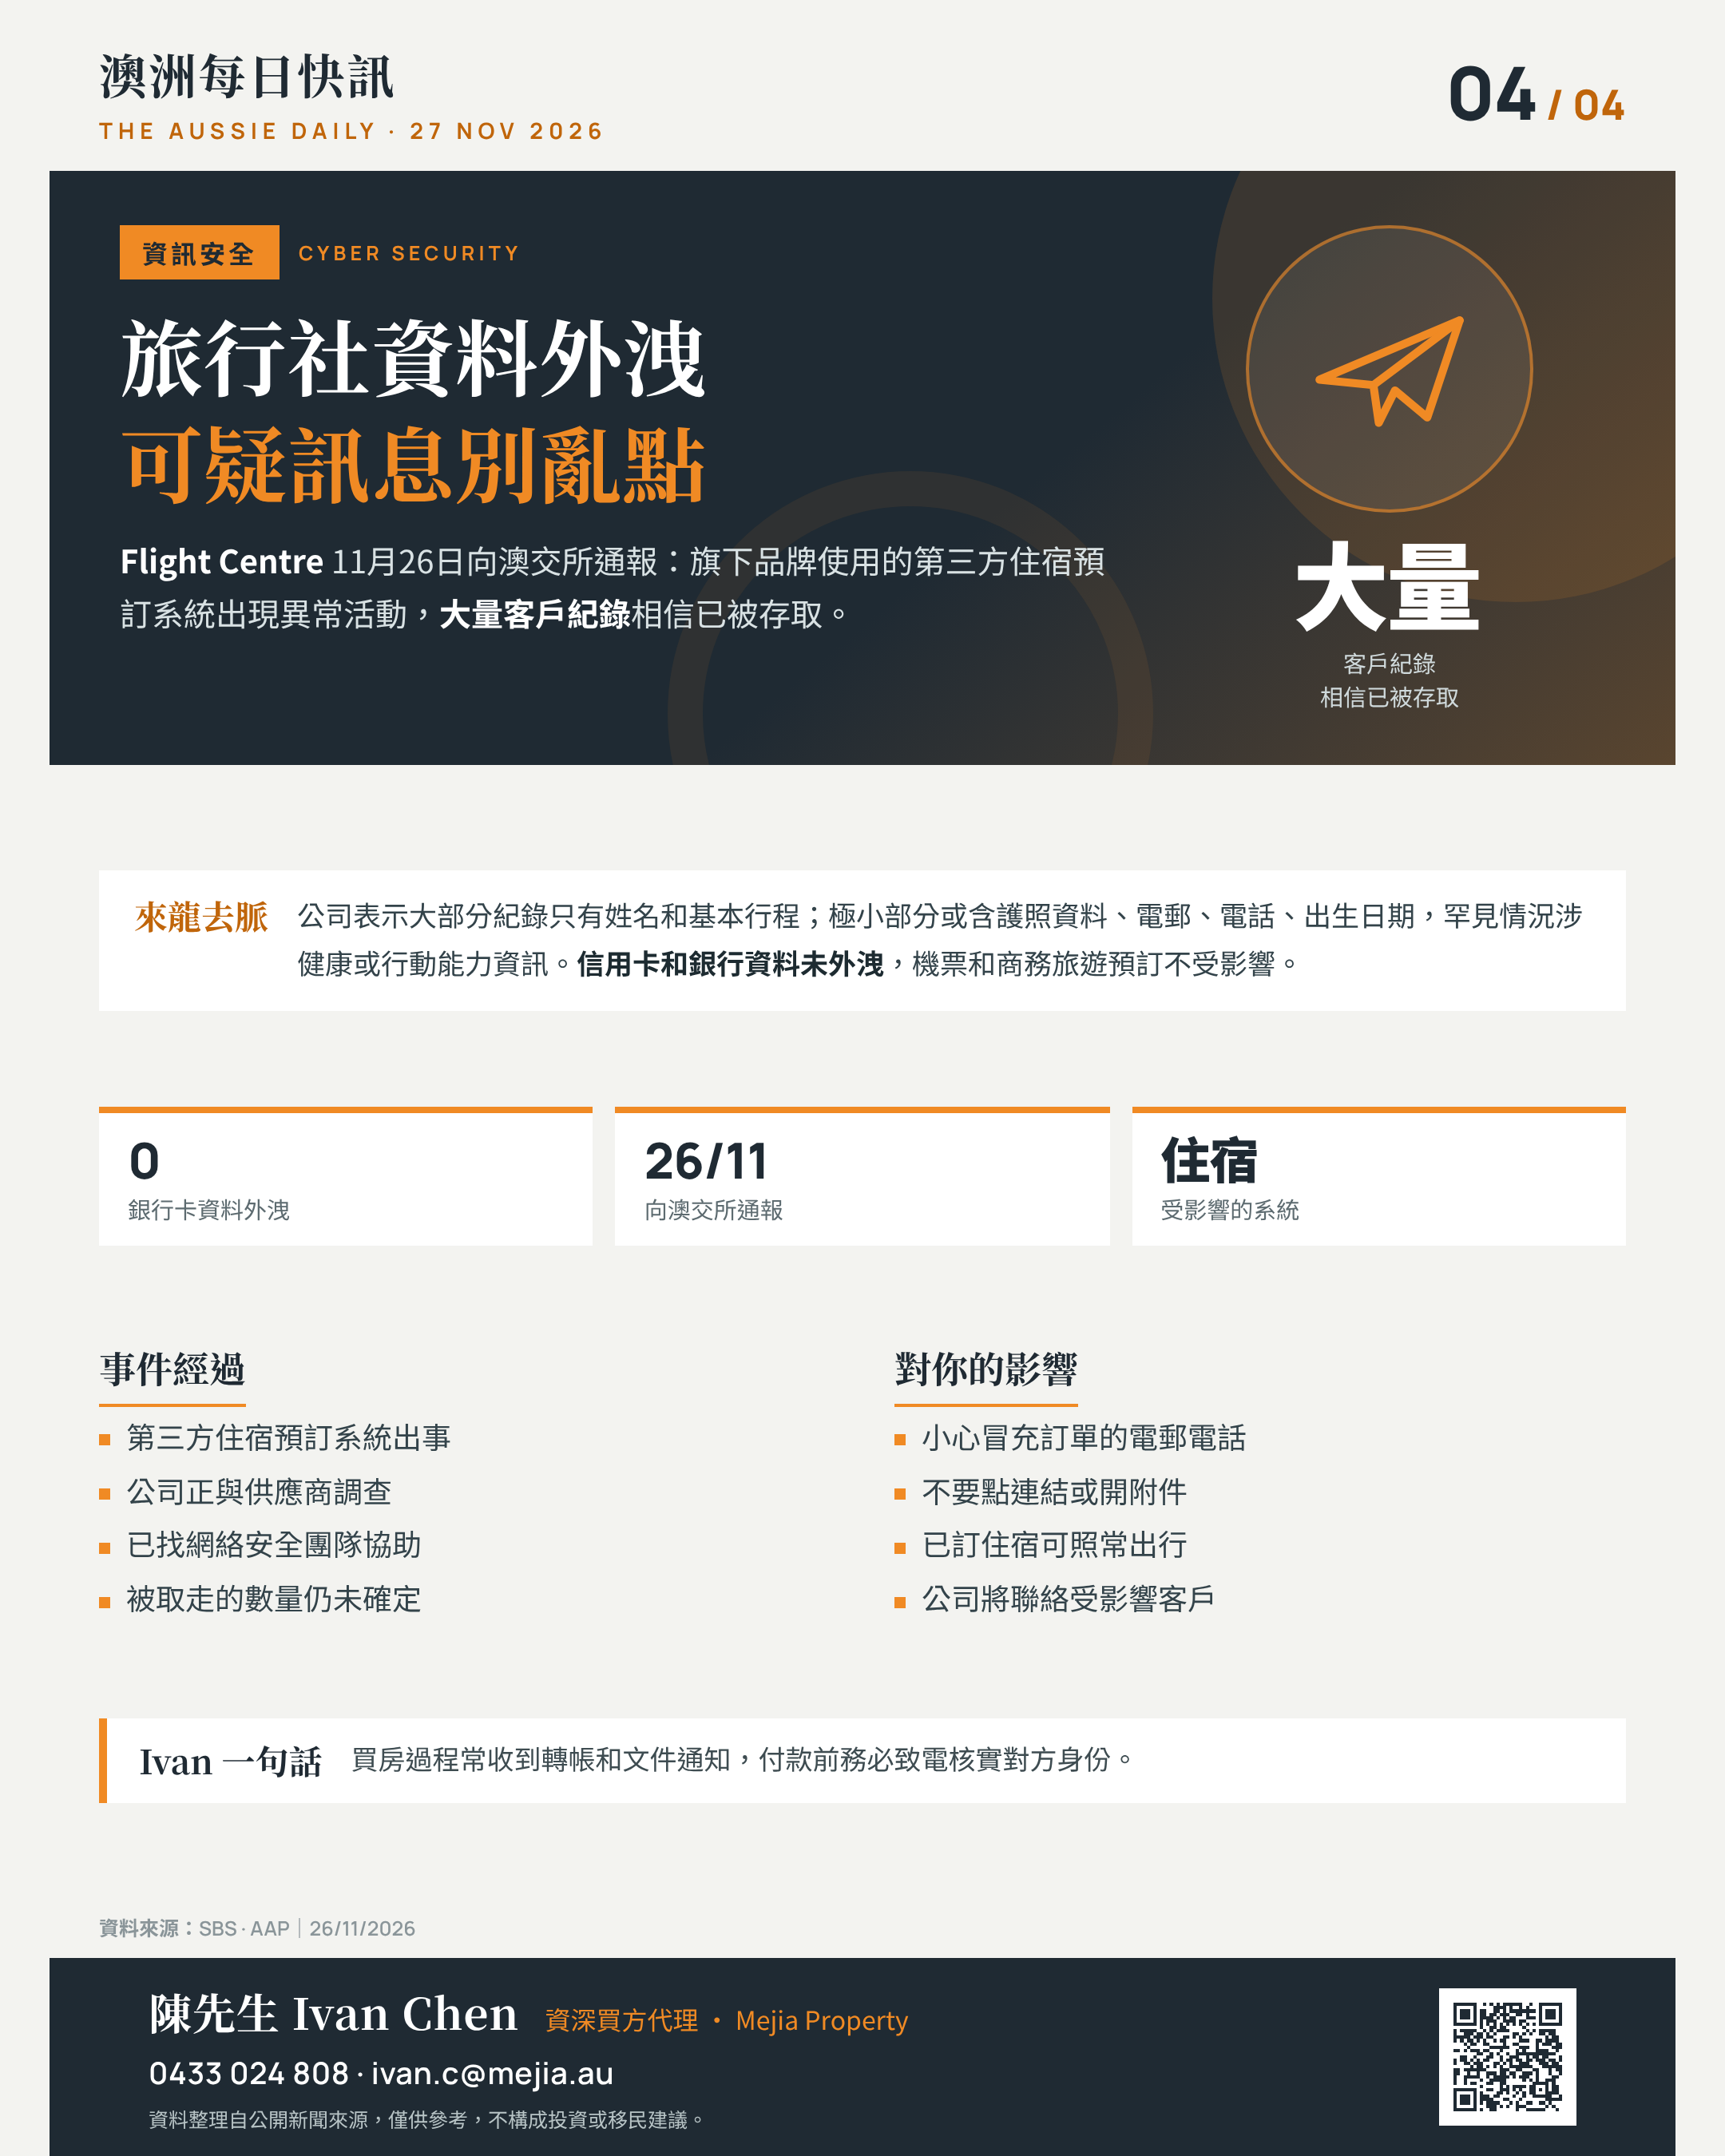 澳洲每日快訊
THE AUSSIE DAILY · 27 NOV 2026
04 / 04
資訊安全 CYBER SECURITY
旅行社資料外洩
可疑訊息別亂點
Flight Centre 11月26日向澳交所通報：旗下品牌使用的第三方住宿預
訂系統出現異常活動，大量客戶紀錄相信已被存取。
大量
客戶紀錄
相信已被存取
來龍去脈
公司表示大部分紀錄只有姓名和基本行程；極小部分或含護照資料、電郵、電話、出生日期，罕見情況涉
健康或行動能力資訊。信用卡和銀行資料未外洩，機票和商務旅遊預訂不受影響。
0
銀行卡資料外洩
26/11
向澳交所通報
住宿
受影響的系統
事件經過
第三方住宿預訂系統出事
公司正與供應商調查
已找網絡安全團隊協助
被取走的數量仍未確定
對你的影響
小心冒充訂單的電郵電話
不要點連結或開附件
已訂住宿可照常出行
公司將聯絡受影響客戶
Ivan 一句話 買房過程常收到轉帳和文件通知，付款前務必致電核實對方身份。
資料來源：SBS · AAP｜26/11/2026
陳先生 Ivan Chen 資深買方代理 · Mejia Property
0433 024 808 · ivan.c@mejia.au
資料整理自公開新聞來源，僅供參考，不構成投資或移民建議。